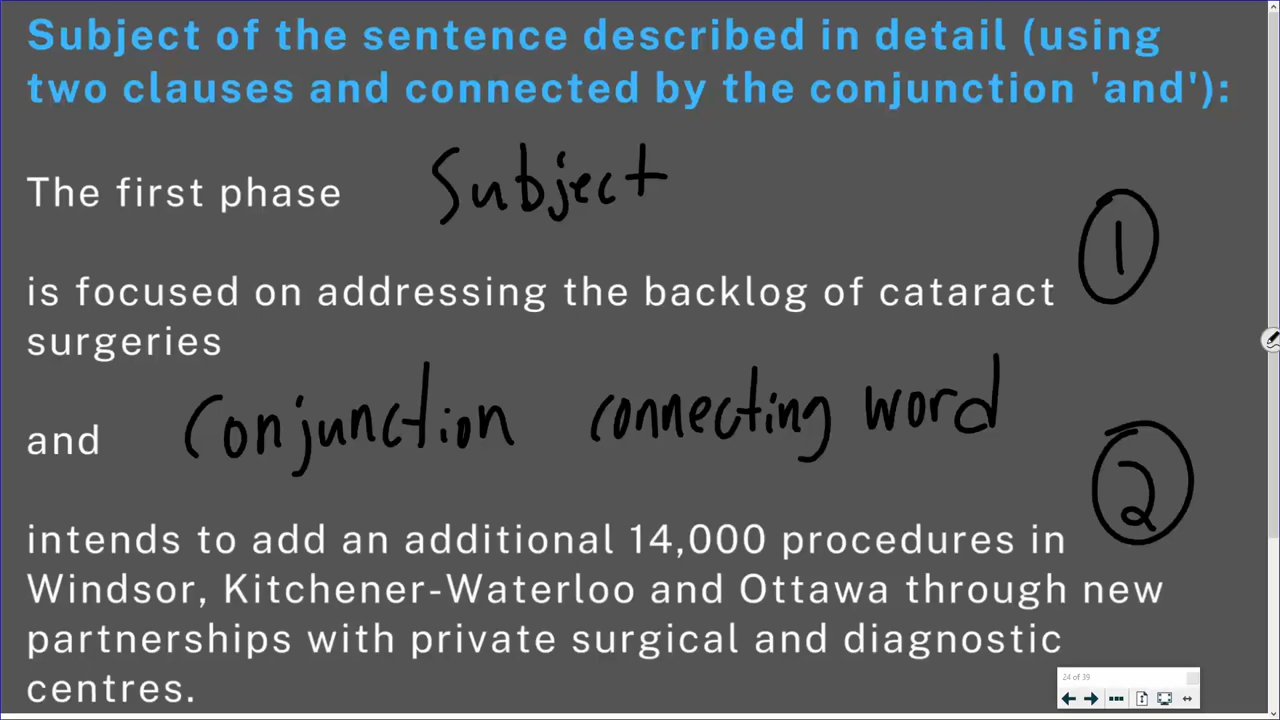 Subject of the sentence described in detail (using
two clauses and connected by the conjunction 'and'):
The first phase Subject
1
is focused on addressing the backlog of cataract
surgeries
and Conjunction connecting word
2
intends to add an additional 14,000 procedures in
Windsor, Kitchener-Waterloo and Ottawa through new
partnerships with private surgical and diagnostic
centres.
24 of 39